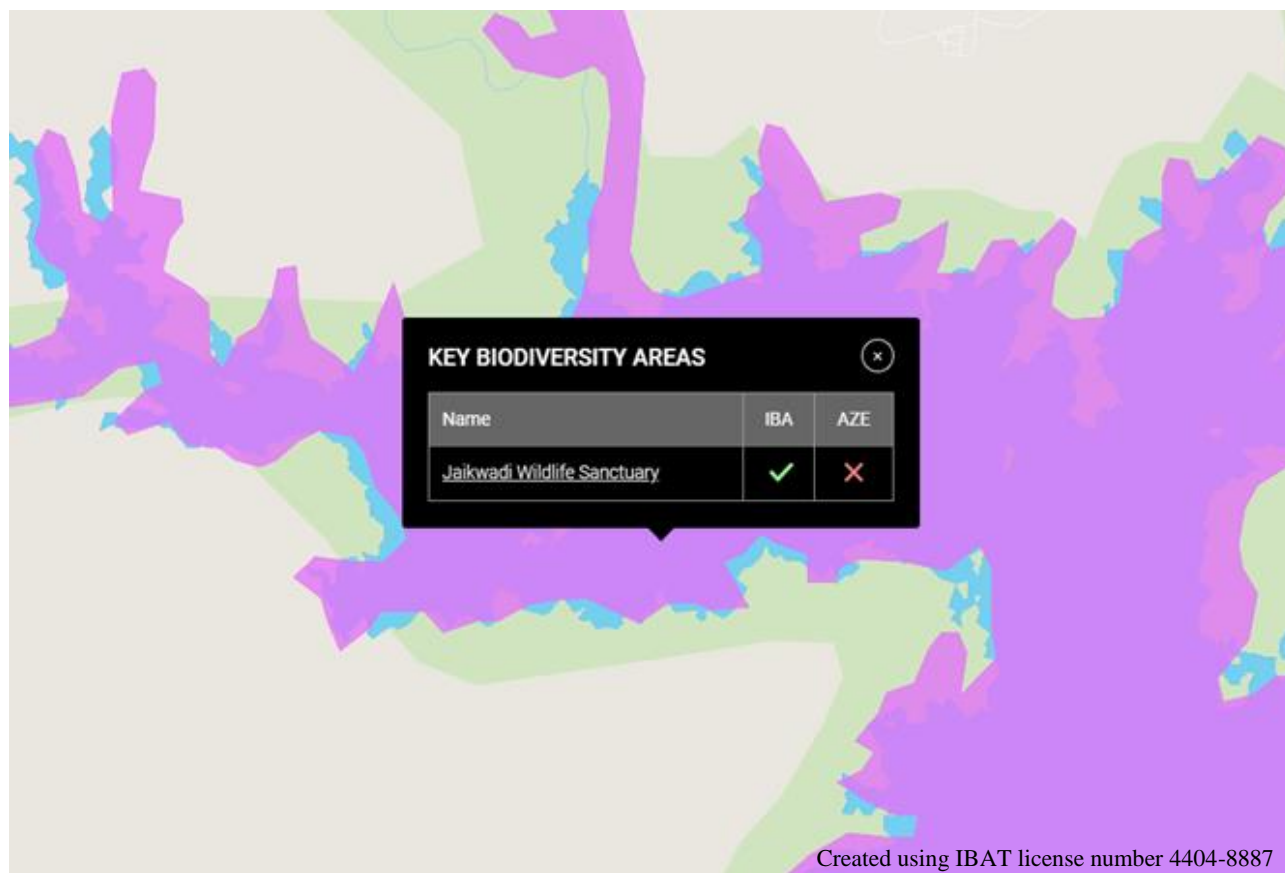 KEY BIODIVERSITY AREAS
Name IBA AZE
Jaikwadi Wildlife Sanctuary
Created using IBAT license number 4404-8887